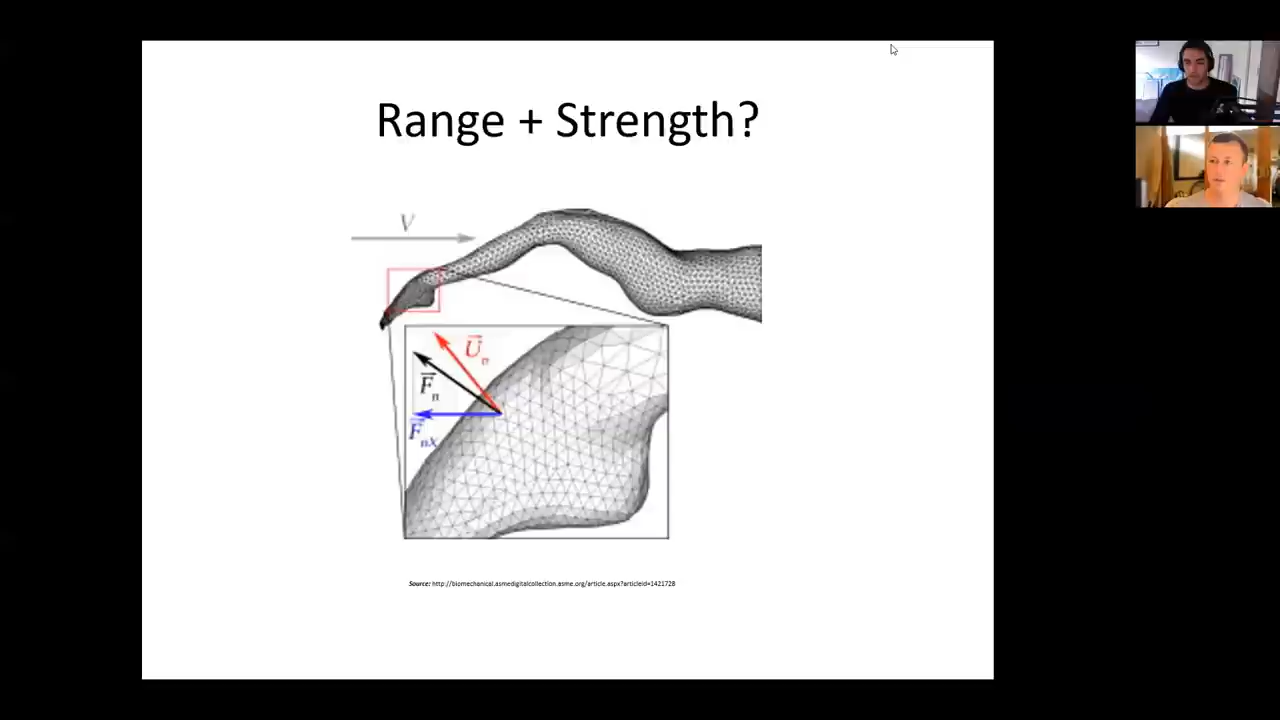 Range + Strength?
V
U⃗n
F⃗n
F⃗nX
Source: http://biomechanical.asmedigitalcollection.asme.org/article.aspx?articleid=1421728